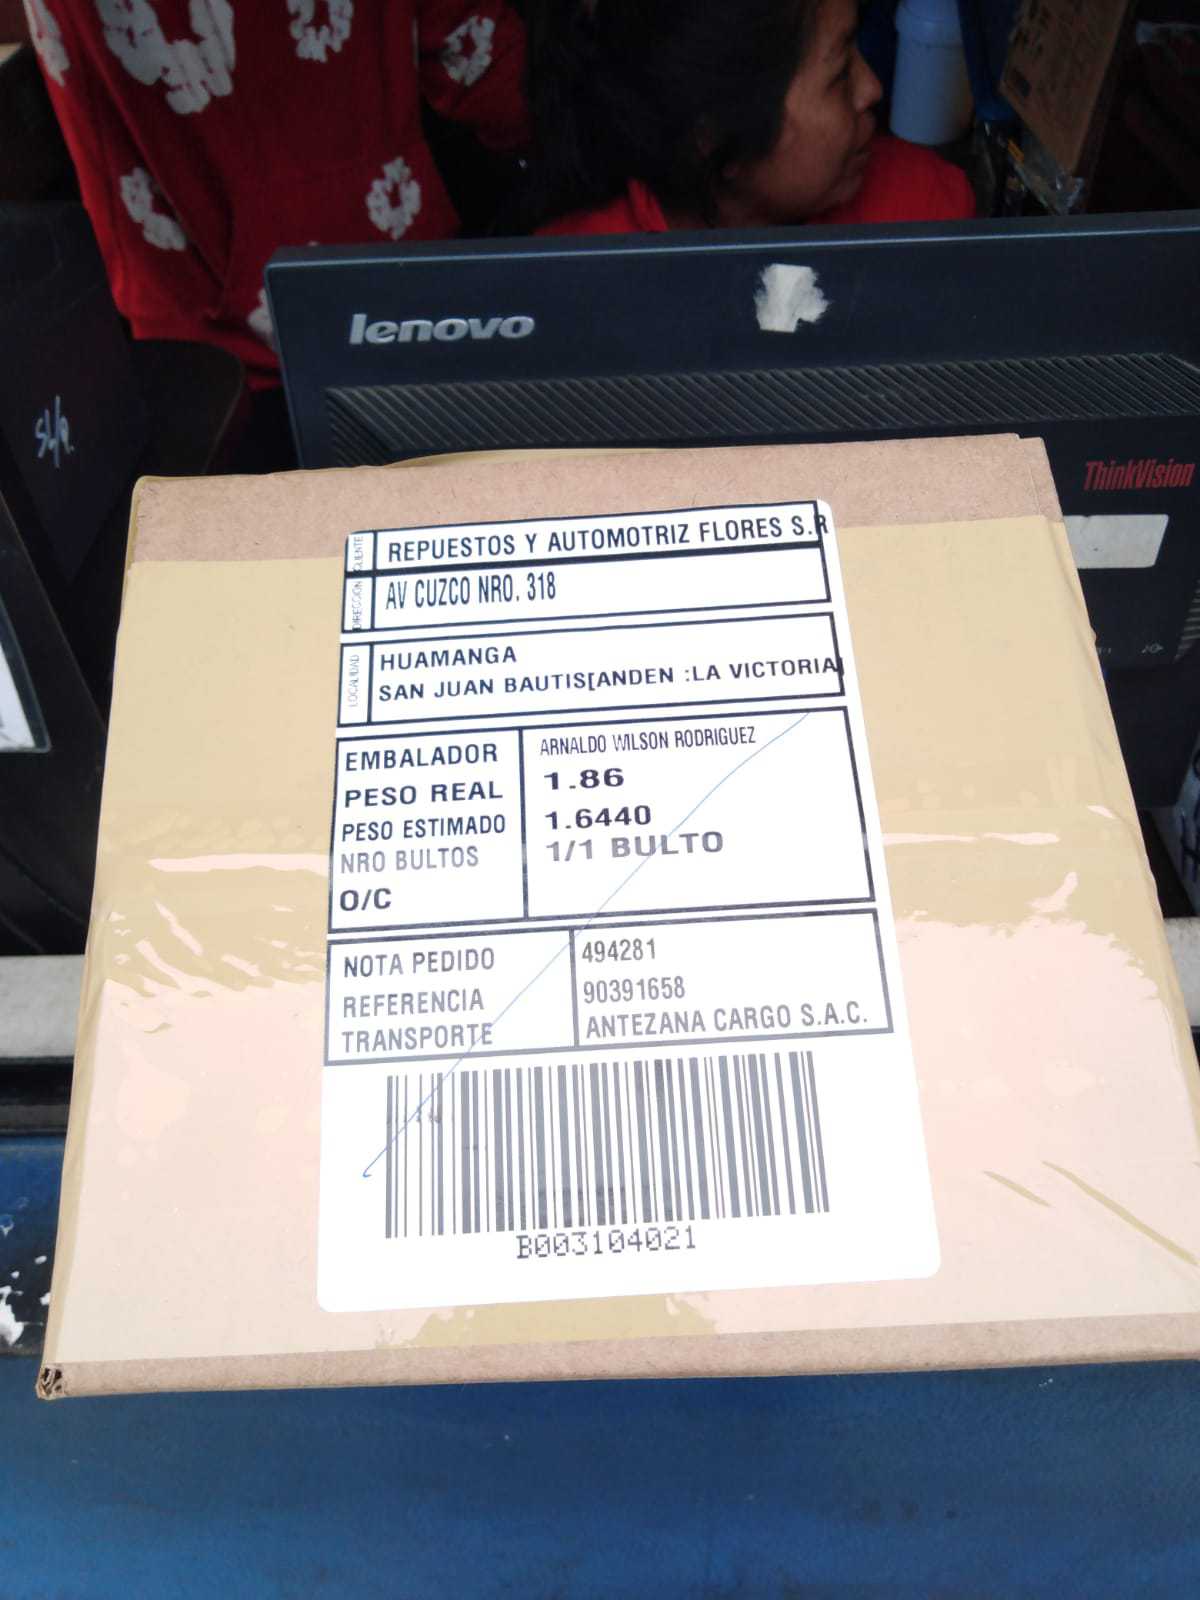 lenovo
ThinkVision
CLIENTE
REPUESTOS Y AUTOMOTRIZ FLORES S.R
DIRECCION
AV CUZCO NRO. 318
LOCALIDAD
HUAMANGA
SAN JUAN BAUTIS[ANDEN :LA VICTORIA]
EMBALADOR ARNALDO WILSON RODRIGUEZ
PESO REAL 1.86
PESO ESTIMADO 1.6440
NRO BULTOS 1/1 BULTO
O/C
NOTA PEDIDO 494281
REFERENCIA 90391658
TRANSPORTE ANTEZANA CARGO S.A.C.
B003104021